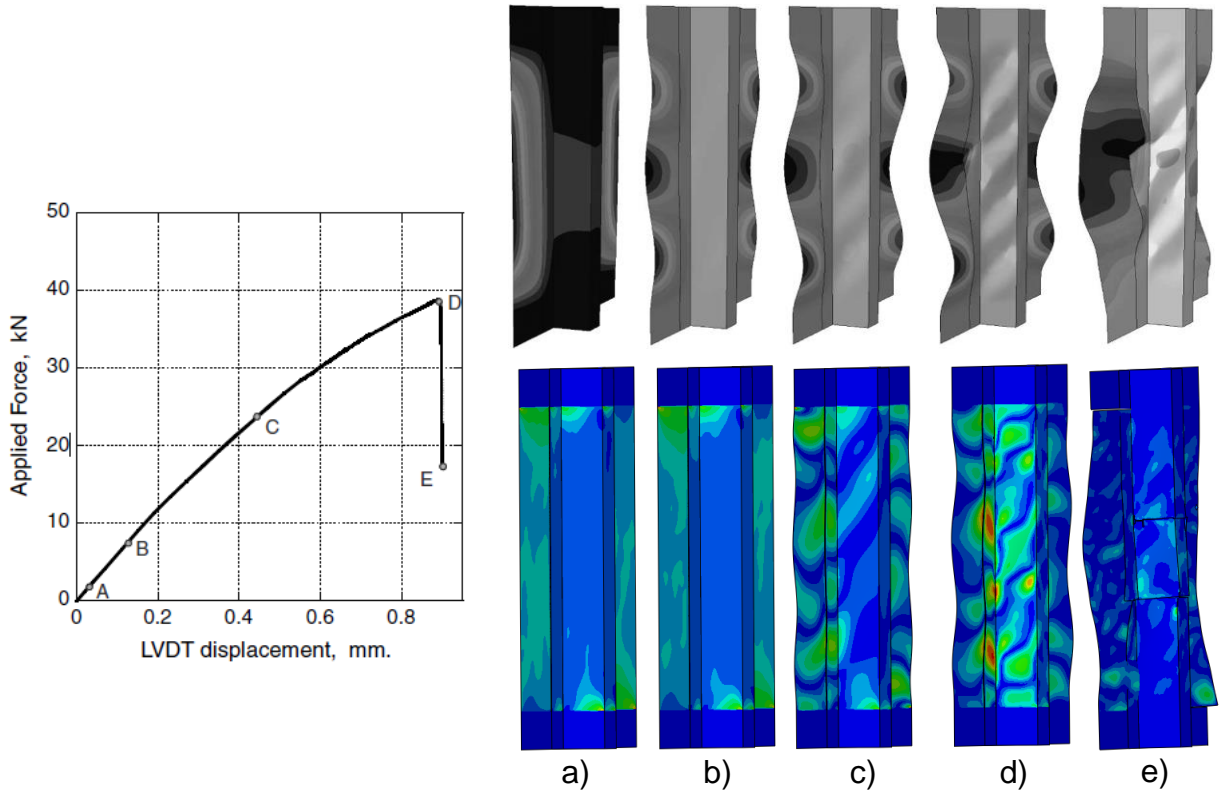 50
40
30
20
10
0
0
0.2
0.4
0.6
0.8
Applied Force, kN
LVDT displacement, mm.
A
B
C
D
E
a)
b)
c)
d)
e)